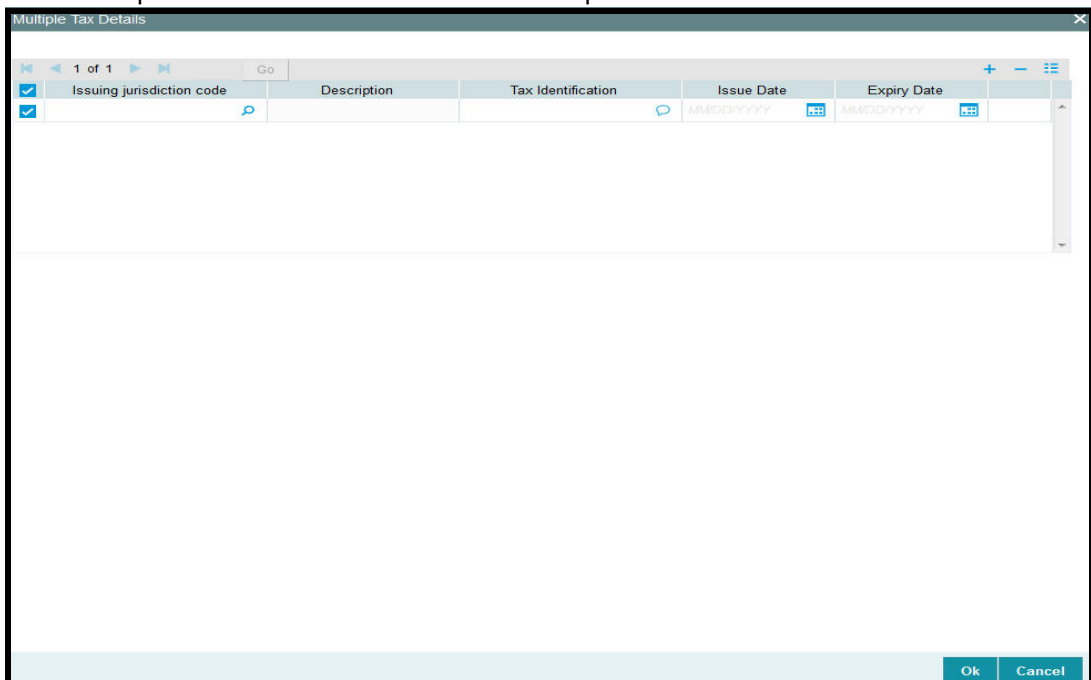 Multiple Tax Details
1 of 1 Go
Issuing jurisdiction code Description Tax Identification Issue Date Expiry Date
MM/DD/YYYY MM/DD/YYYY
Ok Cancel